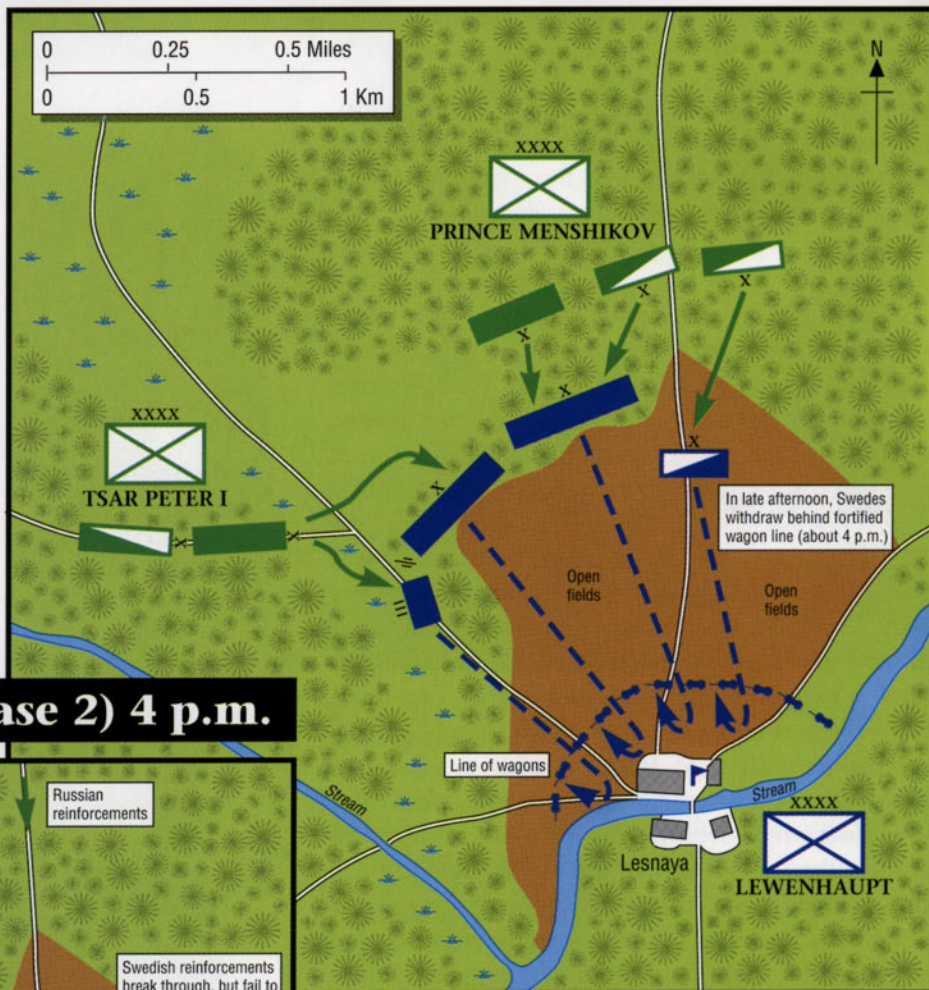 0 0.25 0.5 Miles
0 0.5 1 Km
N
XXXX
PRINCE MENSHIKOV
X
X
X
X
XXXX
TSAR PETER I
X
X
X
X
In late afternoon, Swedes
withdraw behind fortified
wagon line (about 4 p.m.)
Open
fields
Open
fields
ase 2) 4 p.m.
Line of wagons
Stream
Stream
XXXX
Lesnaya
LEWENHAUPT
Russian
reinforcements
Swedish reinforcements
break through, but fail to